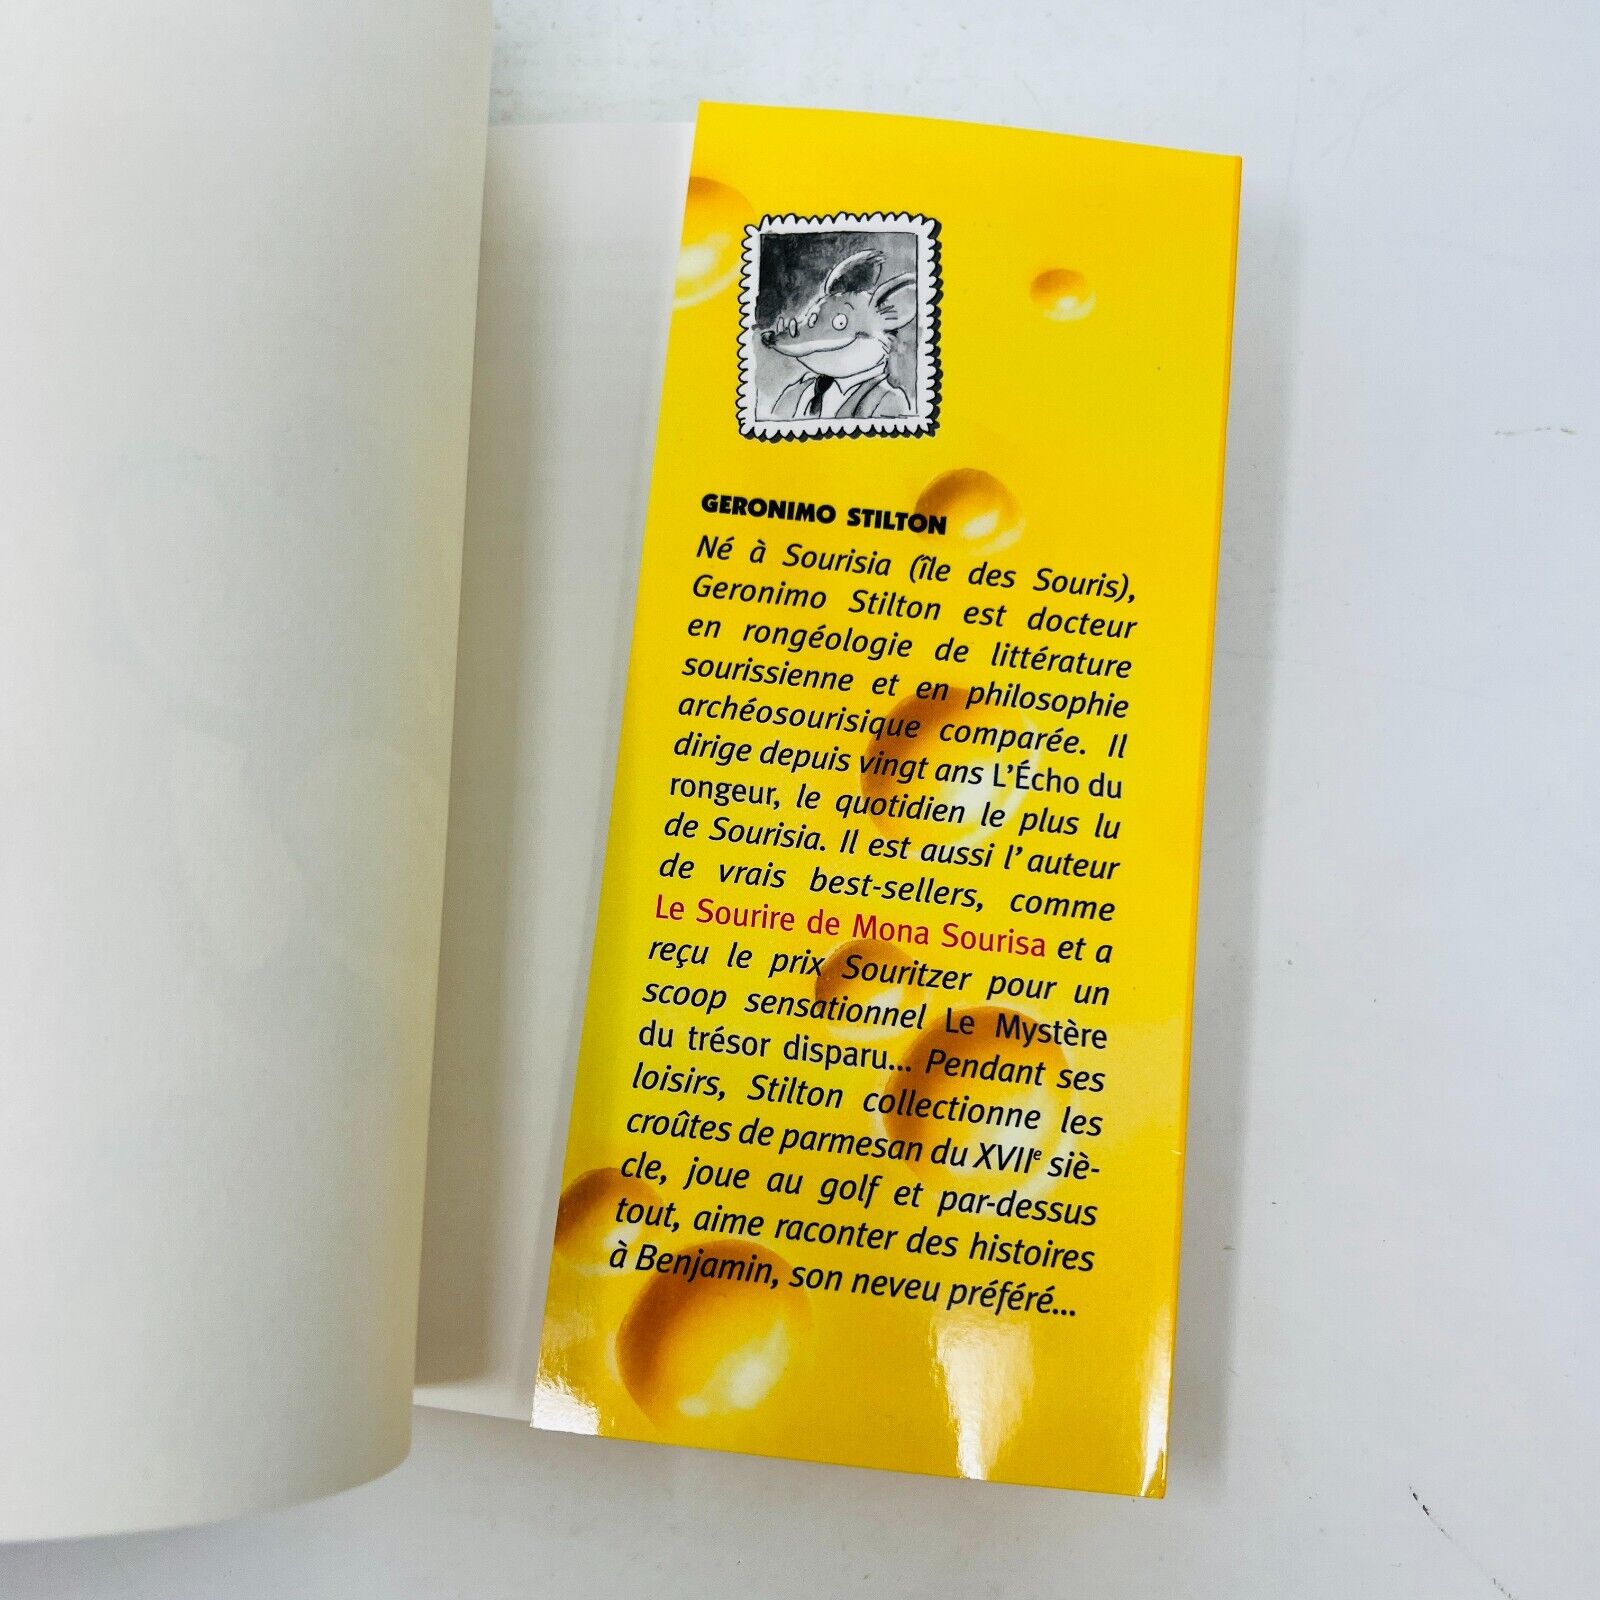 GERONIMO STILTON
Né à Sourisia (île des Souris),
Geronimo Stilton est docteur
en rongéologie de littérature
sourissienne et en philosophie
archéosourisique comparée. Il
dirige depuis vingt ans L'Écho du
rongeur, le quotidien le plus lu
de Sourisia. Il est aussi l'auteur
de vrais best-sellers, comme
Le Sourire de Mona Sourisa et a
reçu le prix Souritzer pour un
scoop sensationnel Le Mystère
du trésor disparu... Pendant ses
loisirs, Stilton collectionne les
croûtes de parmesan du XVIIe siè-
cle, joue au golf et par-dessus
tout, aime raconter des histoires
à Benjamin, son neveu préféré...